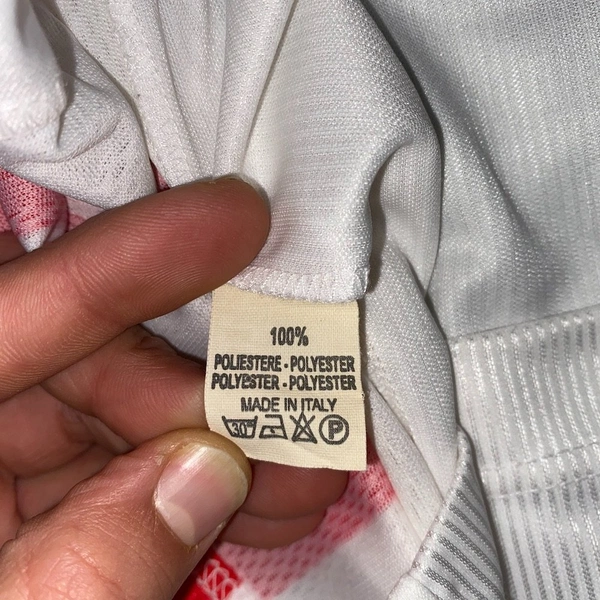 100%
POLIESTERE - POLYESTER
POLYESTER - POLYESTER
MADE IN ITALY
30° P